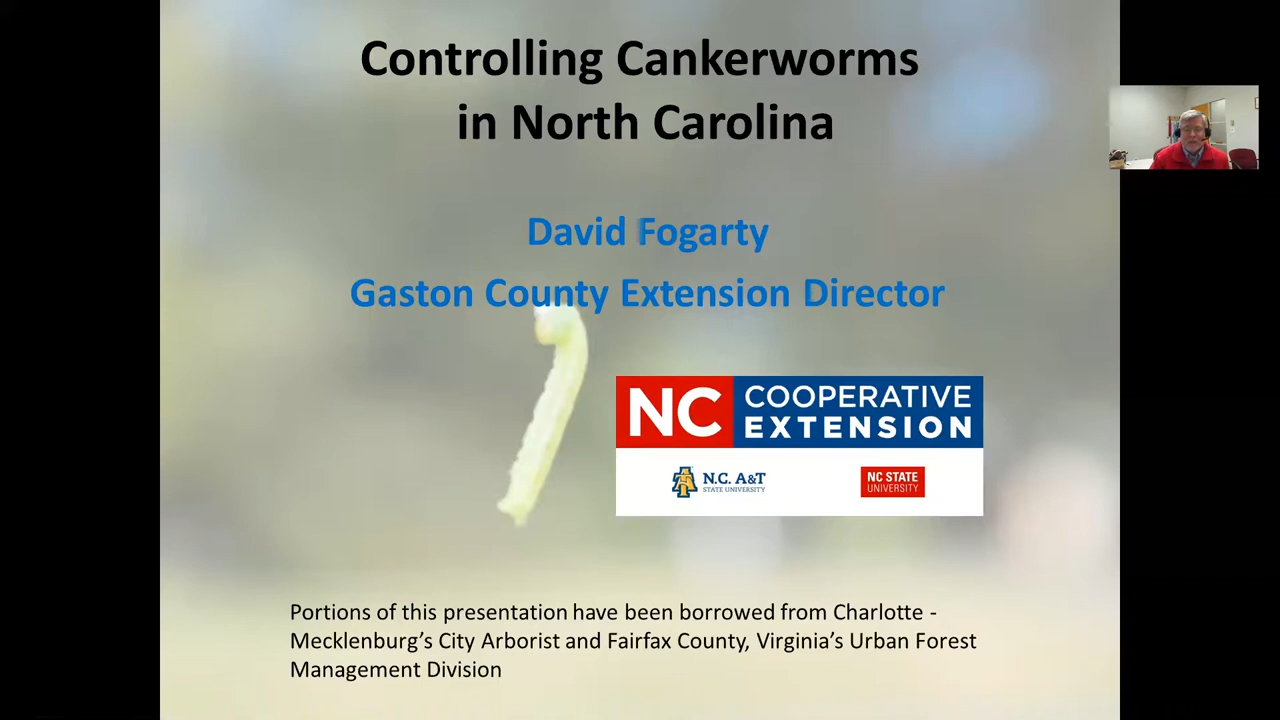 Controlling Cankerworms
in North Carolina
David Fogarty
Gaston County Extension Director
NC COOPERATIVE
EXTENSION
N.C. A&T
STATE UNIVERSITY
NC STATE
UNIVERSITY
Portions of this presentation have been borrowed from Charlotte -
Mecklenburg’s City Arborist and Fairfax County, Virginia’s Urban Forest
Management Division